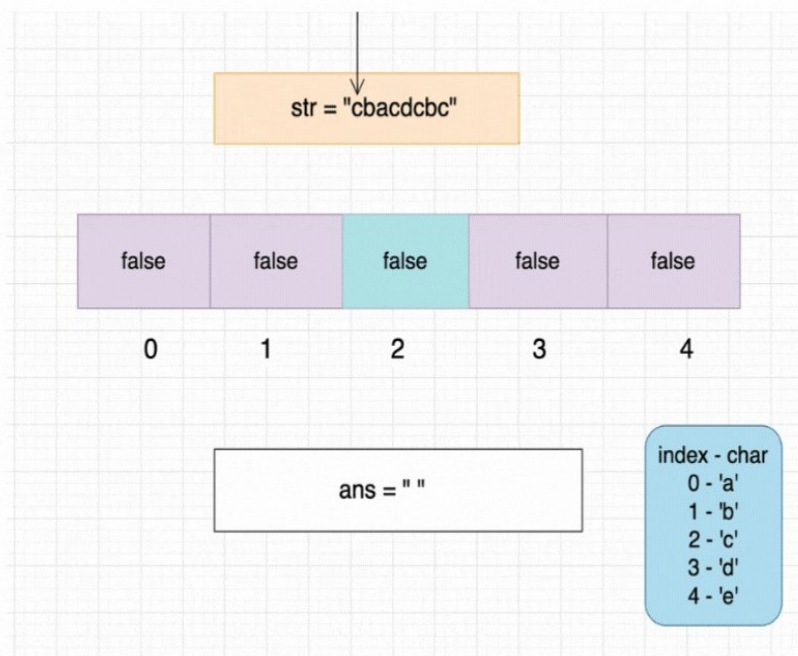 str = "cbacdcbc"
false false false false false
0 1 2 3 4
ans = " "
index - char
0 - 'a'
1 - 'b'
2 - 'c'
3 - 'd'
4 - 'e'